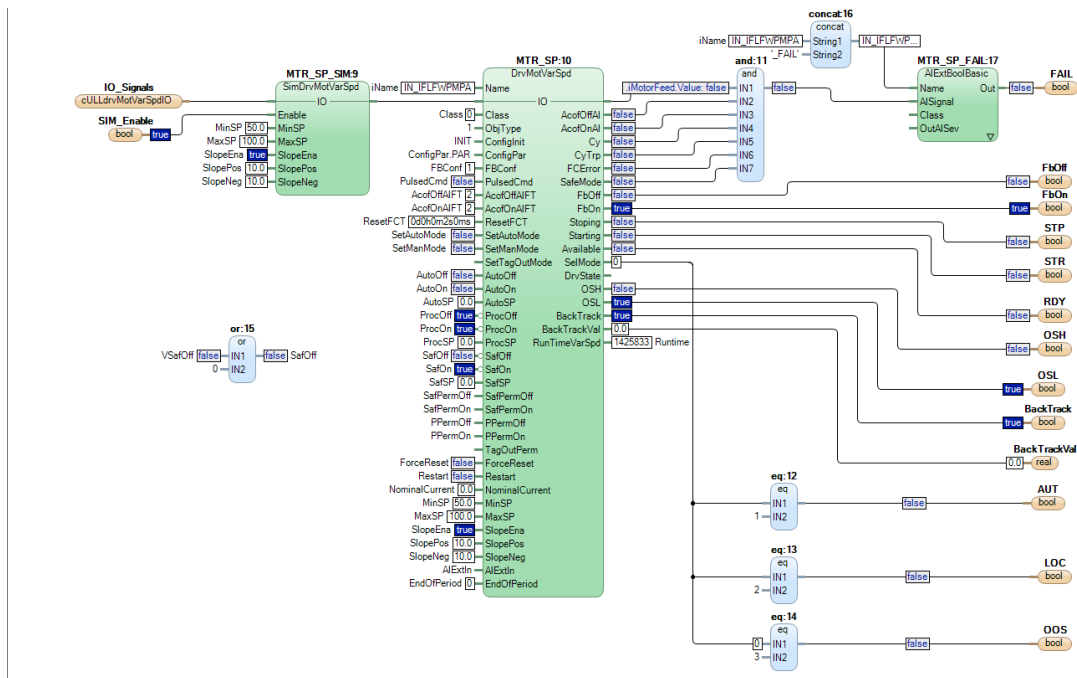 concat:16
concat
iName IN_IFLFWPMPA String1 IN_IFLFWP...
'_FAIL' String2
MTR_SP_SIM:9
SimDrvMotVarSpd
IO
IO_Signals
cULLdrvMotVarSpdIO
SIM_Enable
bool true
Enable
MinSP 50.0 MinSP
MaxSP 100.0 MaxSP
SlopeEna true SlopeEna
SlopePos 10.0 SlopePos
SlopeNeg 10.0 SlopeNeg
or:15
or
VSafOff false IN1 false SafOff
0 IN2
MTR_SP:10
DrvMotVarSpd
iName IN_IFLFWPMPA Name
IO .iMotorFeed.Value: false
Class 0 Class AcofOffAl false
1 ObjType AcofOnAl false
INIT ConfigInit Cy false
ConfigPar.PAR ConfigPar CyTrp false
FBConf 1 FBConf FCError false
PulsedCmd false PulsedCmd SafeMode false
AcofOffAIFT 2 AcofOffAIFT FbOff false
AcofOnAIFT 2 AcofOnAIFT FbOn true
ResetFCT 0d0h0m2s0ms ResetFCT Stoping false
SetAutoMode false SetAutoMode Starting false
SetManMode false SetManMode Available false
SetTagOutMode SelMode 0
AutoOff false AutoOff DrvState
AutoOn false AutoOn OSH false
AutoSP 0.0 AutoSP OSL true
ProcOff true ProcOff BackTrack true
ProcOn true ProcOn BackTrackVal 0.0
ProcSP 0.0 ProcSP RunTimeVarSpd 1425833 Runtime
SafOff false SafOff
SafOn true SafOn
SafSP 0.0 SafSP
SafPermOff SafPermOff
SafPermOn SafPermOn
PPermOff PPermOff
PPermOn PPermOn
TagOutPerm
ForceReset false ForceReset
Restart false Restart
NominalCurrent 0.0 NominalCurrent
MinSP 50.0 MinSP
MaxSP 100.0 MaxSP
SlopeEna true SlopeEna
SlopePos 10.0 SlopePos
SlopeNeg 10.0 SlopeNeg
AlExtIn AlExtIn
EndOfPeriod 0 EndOfPeriod
and:11
and
IN1 false
IN2
IN3
IN4
IN5
IN6
IN7
MTR_SP_FAIL:17
AlExtBoolBasic
Name Out
AlSignal
Class
OutAlSev
FAIL
false bool
FbOff
false bool
FbOn
true bool
STP
false bool
STR
false bool
RDY
false bool
OSH
false bool
OSL
true bool
BackTrack
true bool
BackTrackVal
0.0 real
eq:12
eq
IN1 false
1 IN2
AUT
bool
eq:13
eq
IN1 false
2 IN2
LOC
bool
eq:14
eq
0 IN1 false
3 IN2
OOS
bool